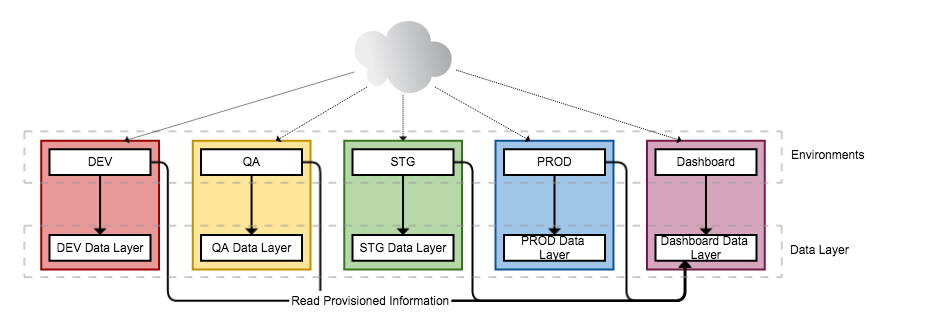 DEV
QA
STG
PROD
Dashboard
Environments
DEV Data Layer
QA Data Layer
STG Data Layer
PROD Data
Layer
Dashboard Data
Layer
Data Layer
Read Provisioned Information